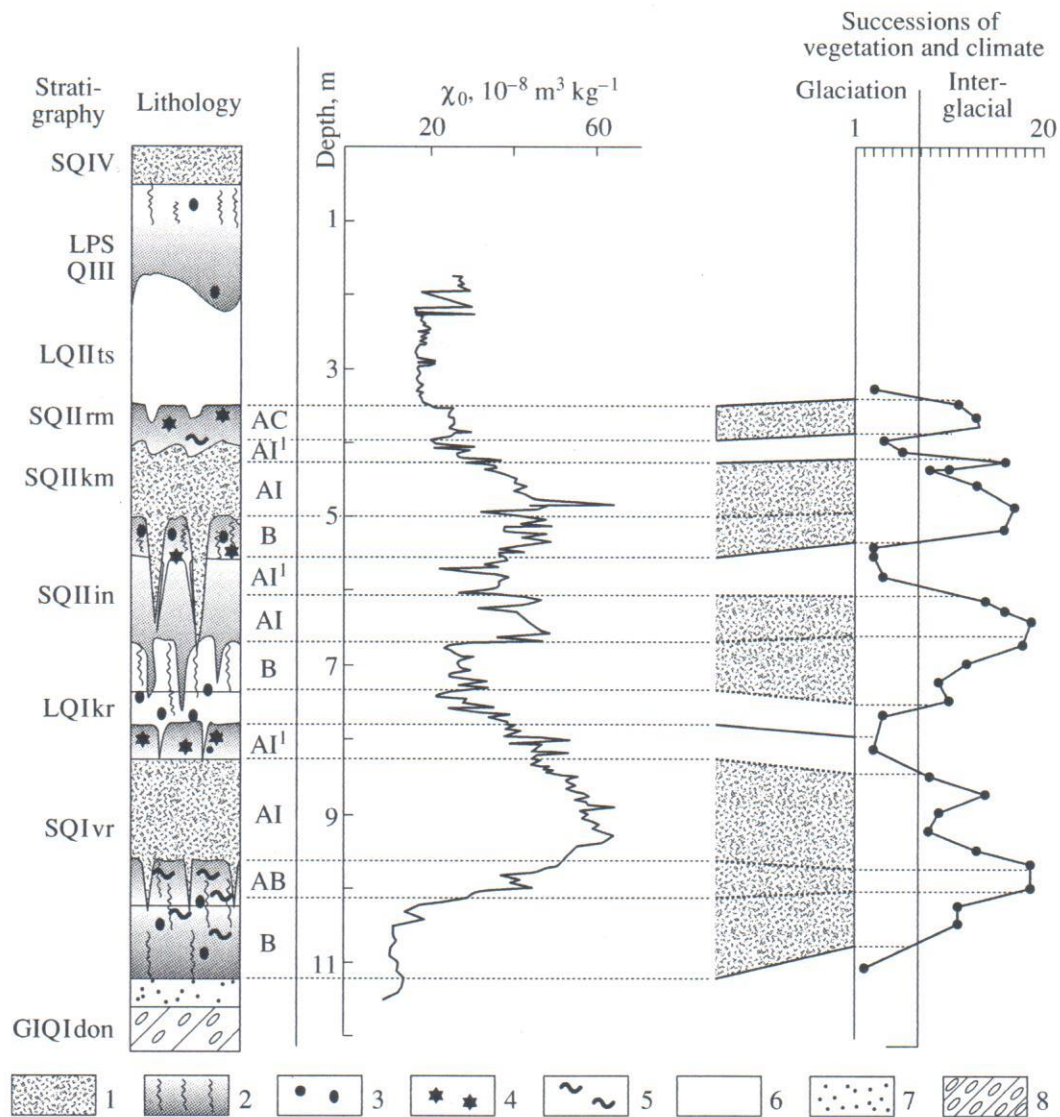 Successions of
vegetation and climate
Strati-
graphy
Lithology
Depth, m
χ₀, 10⁻⁸ m³ kg⁻¹
Glaciation
Inter-
glacial
20
60
1
20
SQIV
1
LPS
QIII
LQIIts
3
SQIIrm
AC
AI¹
SQIIkm
AI
5
B
AI¹
SQIIin
AI
7
B
LQIkr
AI¹
9
AI
SQIvr
AB
B
11
GIQIdon
1
2
3
4
5
6
7
8